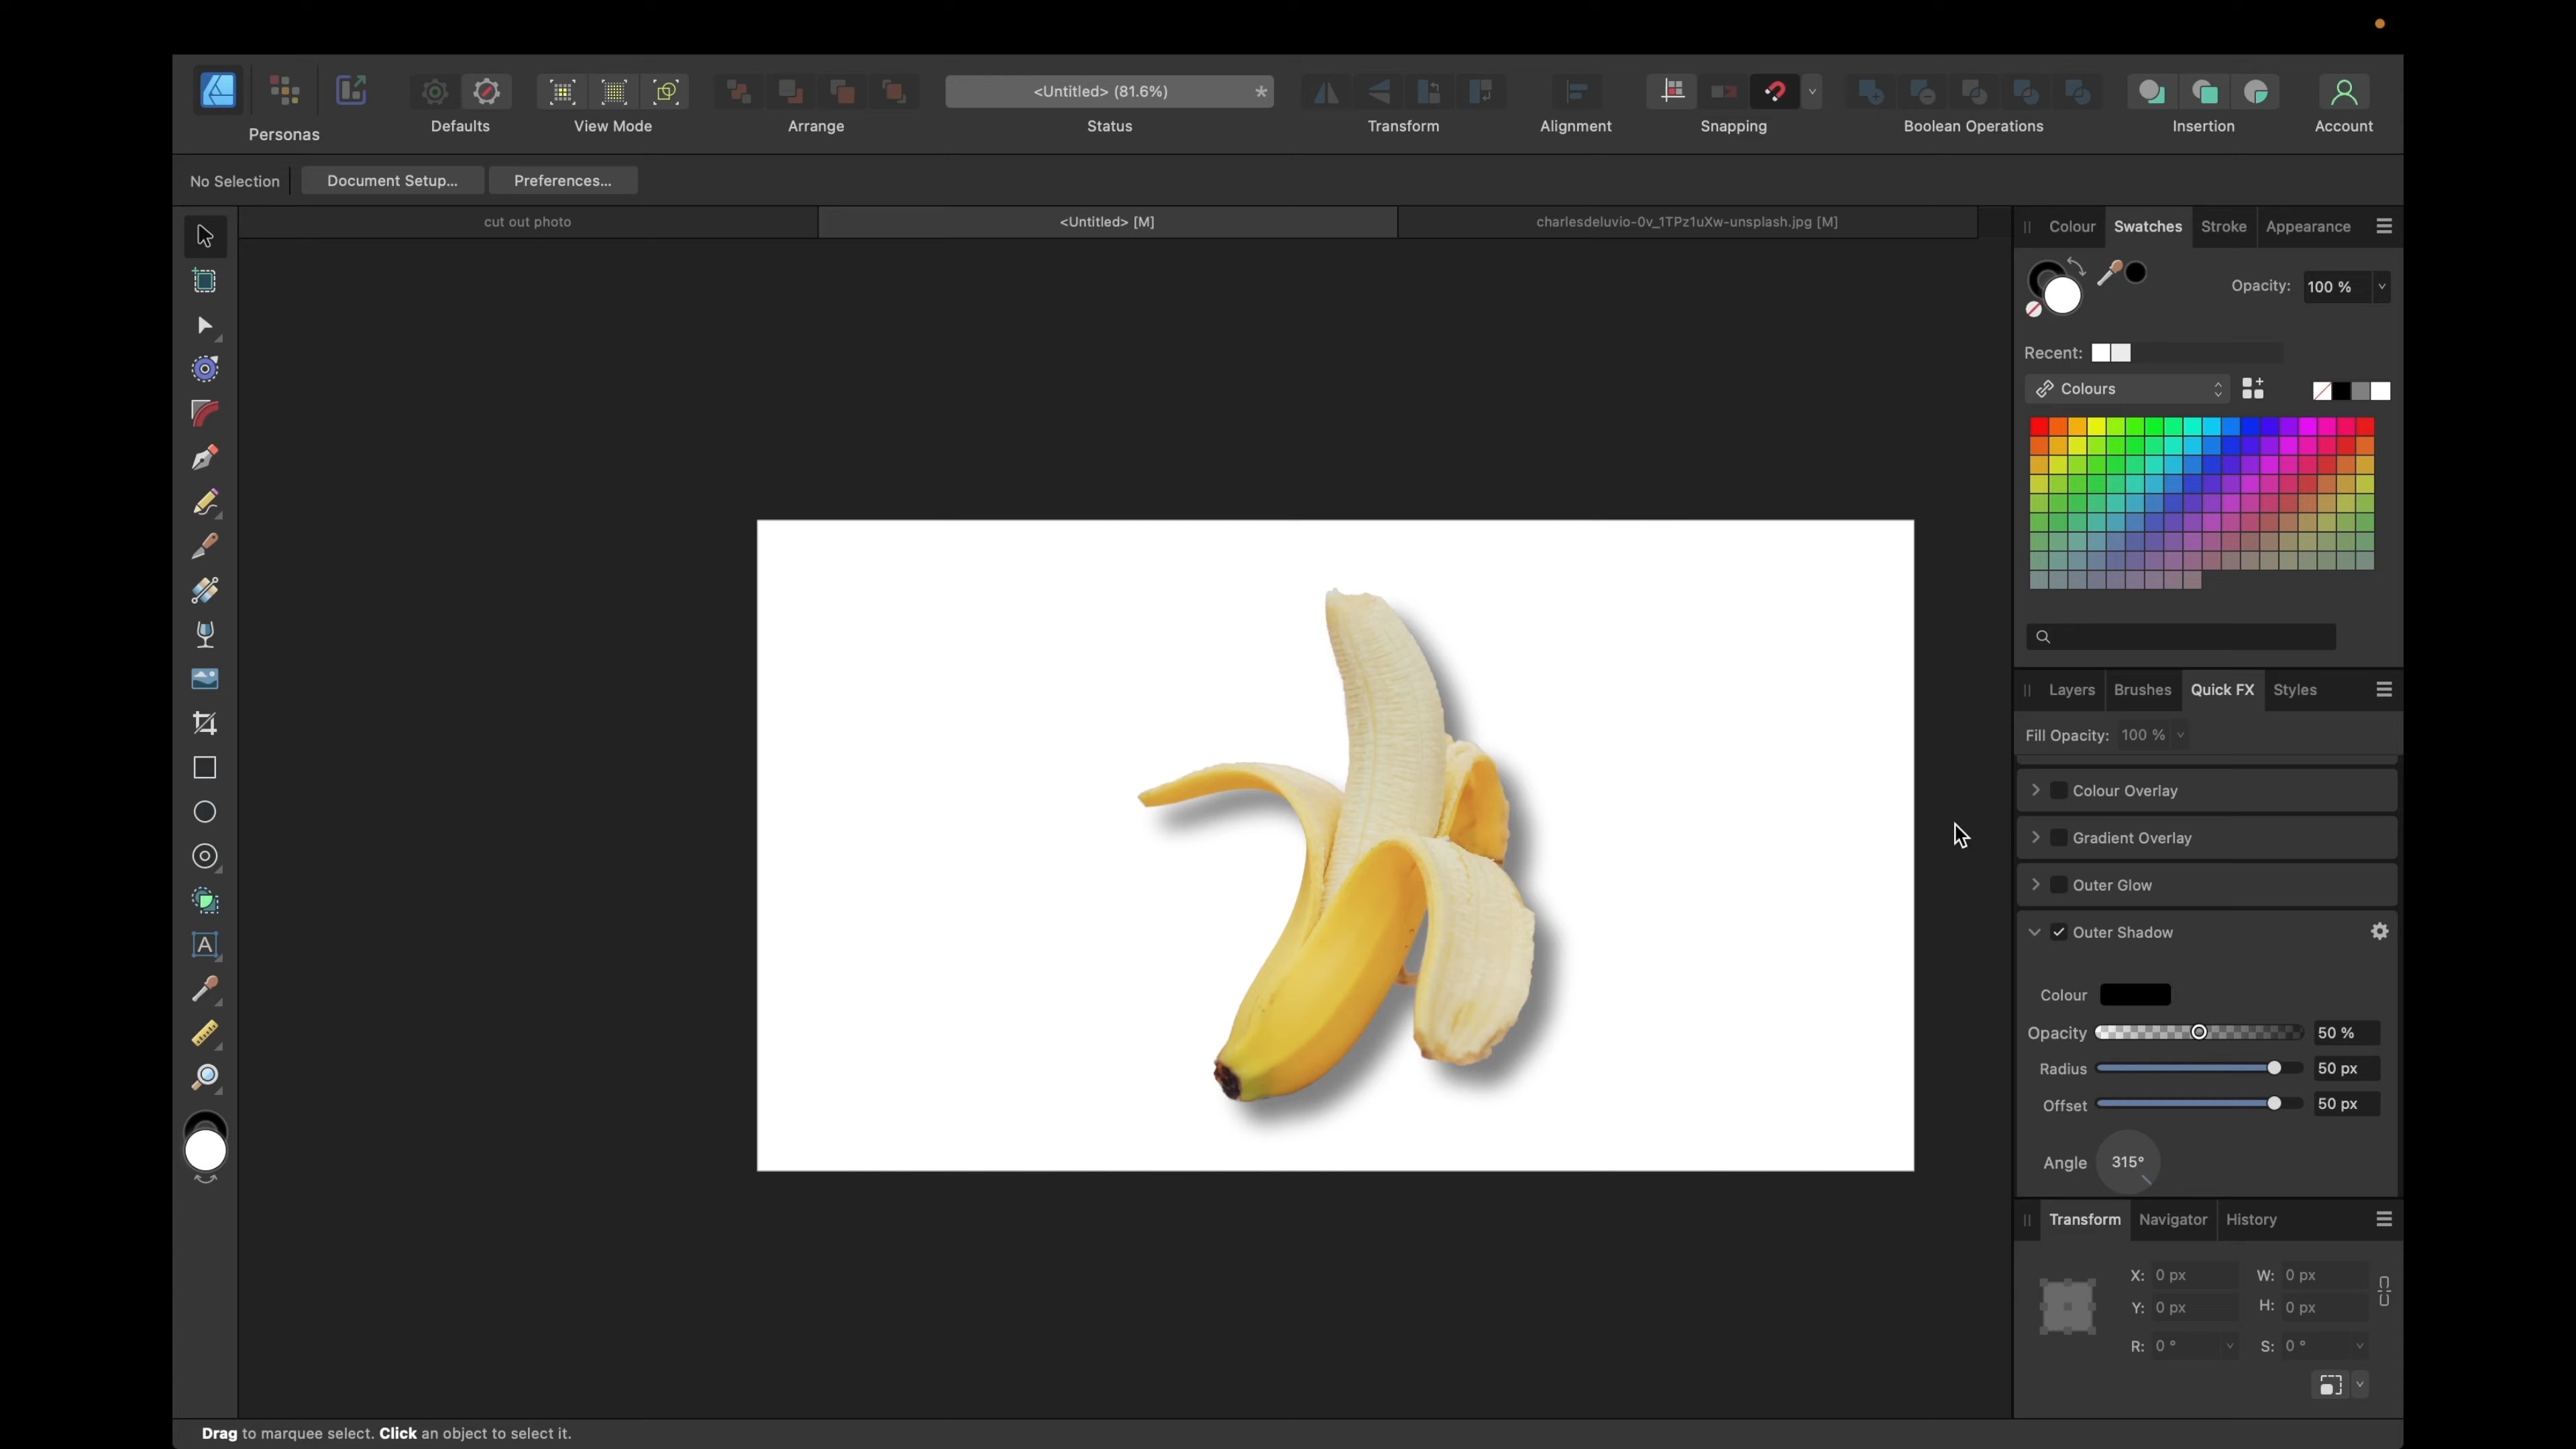 <Untitled> (81.6%) *
Personas Defaults View Mode Arrange Status Transform Alignment Snapping Boolean Operations Insertion Account
No Selection Document Setup... Preferences...
cut out photo <Untitled> [M] charlesdeluvio-0v_1TPz1uXw-unsplash.jpg [M]
Colour Swatches Stroke Appearance
Opacity: 100 %
Recent:
Colours
Layers Brushes Quick FX Styles
Fill Opacity: 100 %
Colour Overlay
Gradient Overlay
Outer Glow
Outer Shadow
Colour
Opacity 50 %
Radius 50 px
Offset 50 px
Angle 315°
Transform Navigator History
X: 0 px W: 0 px
Y: 0 px H: 0 px
R: 0 ° S: 0 °
A
Drag to marquee select. Click an object to select it.